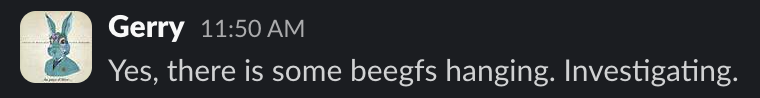 Gerry 11:50 AM
Yes, there is some beegfs hanging. Investigating.